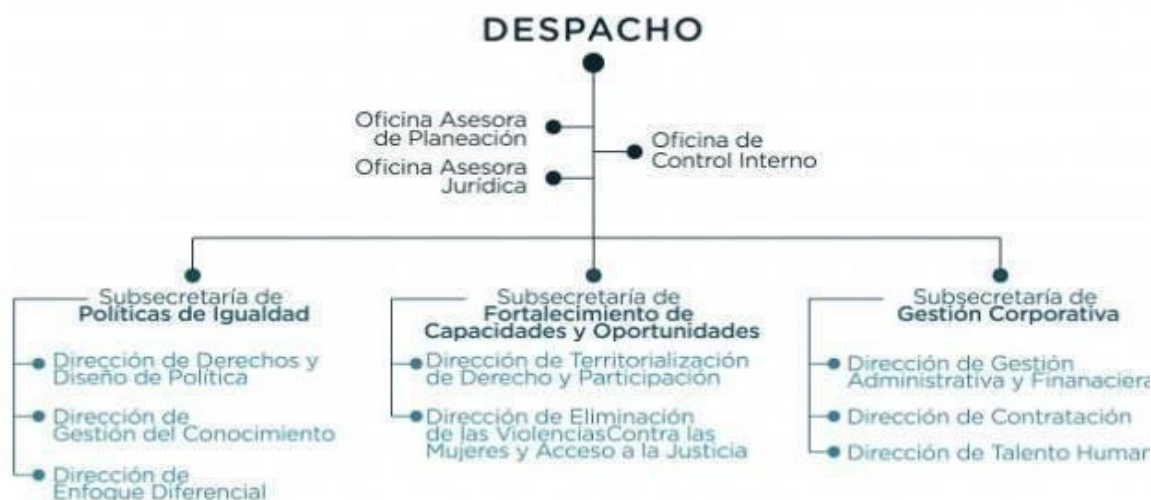 DESPACHO
Oficina Asesora
de Planeación
Oficina de
Control Interno
Oficina Asesora
Jurídica
Subsecretaría de
Políticas de Igualdad
Dirección de Derechos y
Diseño de Política
Dirección de
Gestión del Conocimiento
Dirección de
Enfoque Diferencial
Subsecretaría de
Fortalecimiento de
Capacidades y Oportunidades
Dirección de Territorialización
de Derecho y Participación
Dirección de Eliminación
de las ViolenciasContra las
Mujeres y Acceso a la Justicia
Subsecretaría de
Gestión Corporativa
Dirección de Gestión
Administrativa y Finanaciera
Dirección de Contratación
Dirección de Talento Human